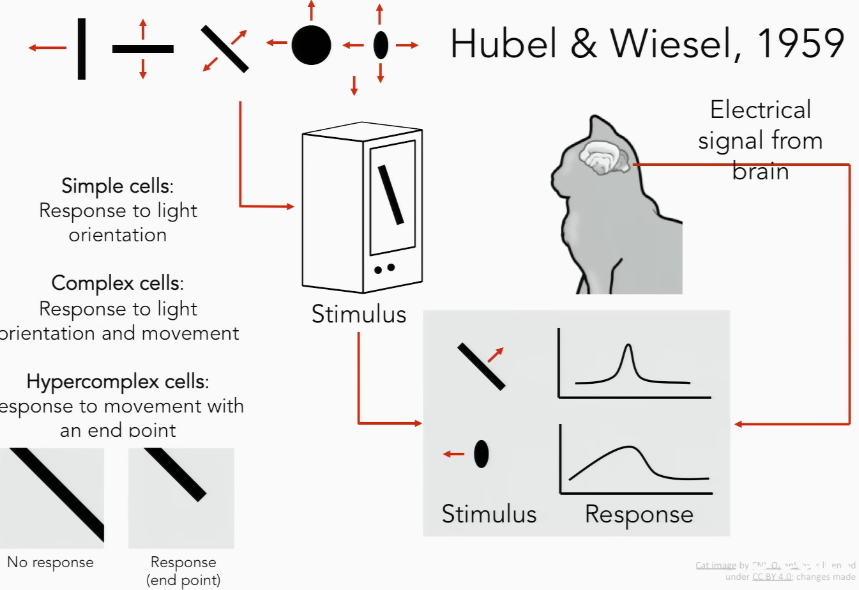 Hubel & Wiesel, 1959
Electrical
signal from
brain
Simple cells:
Response to light
orientation
Complex cells:
Response to light
orientation and movement
Hypercomplex cells:
esponse to movement with
an end point
No response
Response
(end point)
Stimulus
Stimulus
Response
Cat image by
under CC BY 4.0; changes made